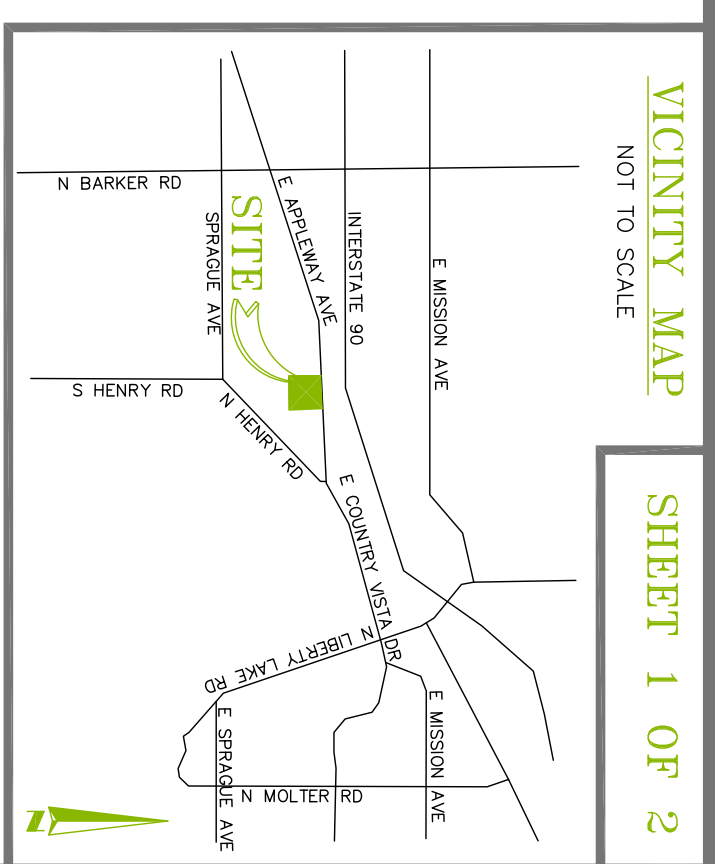 VICINITY MAP
NOT TO SCALE
SHEET 1 OF 2
E MISSION AVE
INTERSTATE 90
N BARKER RD
E APPLEWAY AVE
SITE
SPRAGUE AVE
S HENRY RD
N HENRY RD
E COUNTRY VISTA DR
N LIBERTY LAKE RD
E MISSION AVE
E SPRAGUE AVE
N MOLTER RD
N